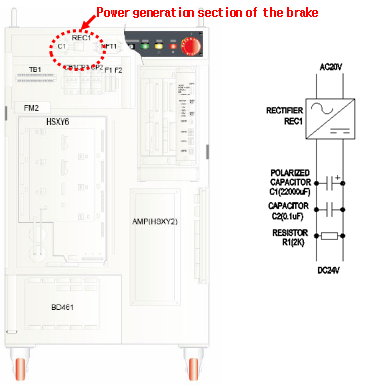 Power generation section of the brake
REC1
C1
NFT1
TB1
F1 F2
FM2
HSXY6
AMP(HSXY2)
BD461
AC20V
RECTIFIER
REC1
POLARIZED
CAPACITOR
C1(22000uF)
+
CAPACITOR
C2(0.1uF)
RESISTOR
R1(2K)
DC24V